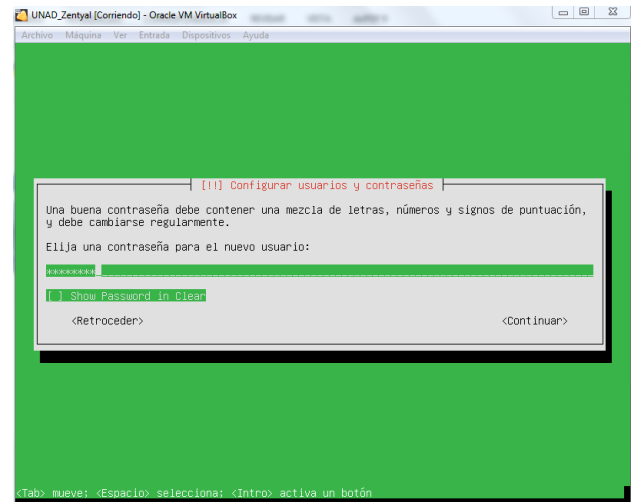 UNAD_Zentyal [Corriendo] - Oracle VM VirtualBox
Archivo Máquina Ver Entrada Dispositivos Ayuda
[!!] Configurar usuarios y contraseñas
Una buena contraseña debe contener una mezcla de letras, números y signos de puntuación,
y debe cambiarse regularmente.
Elija una contraseña para el nuevo usuario:
********
[ ] Show Password in Clear
<Retroceder> <Continuar>
<Tab> mueve; <Espacio> selecciona; <Intro> activa un botón